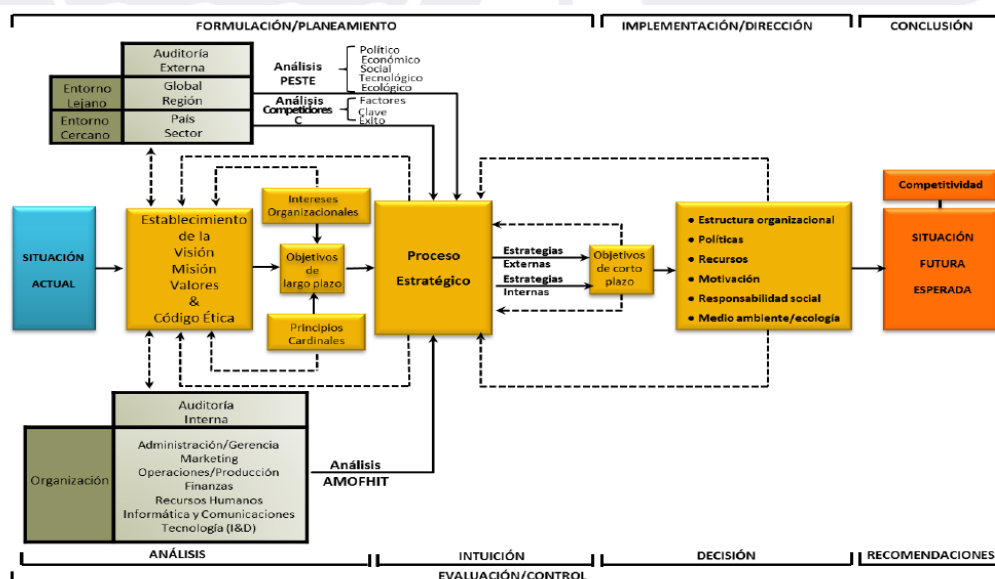 FORMULACIÓN/PLANEAMIENTO
IMPLEMENTACIÓN/DIRECCIÓN
CONCLUSIÓN
Auditoría
Externa
Entorno
Lejano
Global
Región
Entorno
Cercano
País
Sector
Análisis
PESTE
Político
Económico
Social
Tecnológico
Ecológico
Análisis
Competidores
C
Factores
Clave
Éxito
SITUACIÓN
ACTUAL
Establecimiento
de la
Visión
Misión
Valores
&
Código Ética
Intereses
Organizacionales
Objetivos
de
largo plazo
Principios
Cardinales
Proceso
Estratégico
Estrategias
Externas
Estrategias
Internas
Objetivos
de corto
plazo
• Estructura organizacional
• Políticas
• Recursos
• Motivación
• Responsabilidad social
• Medio ambiente/ecología
Competitividad
SITUACIÓN
FUTURA
ESPERADA
Auditoría
Interna
Organización
Administración/Gerencia
Marketing
Operaciones/Producción
Finanzas
Recursos Humanos
Informática y Comunicaciones
Tecnología (I&D)
Análisis
AMOFHIT
ANÁLISIS
INTUICIÓN
DECISIÓN
RECOMENDACIONES
EVALUACIÓN/CONTROL